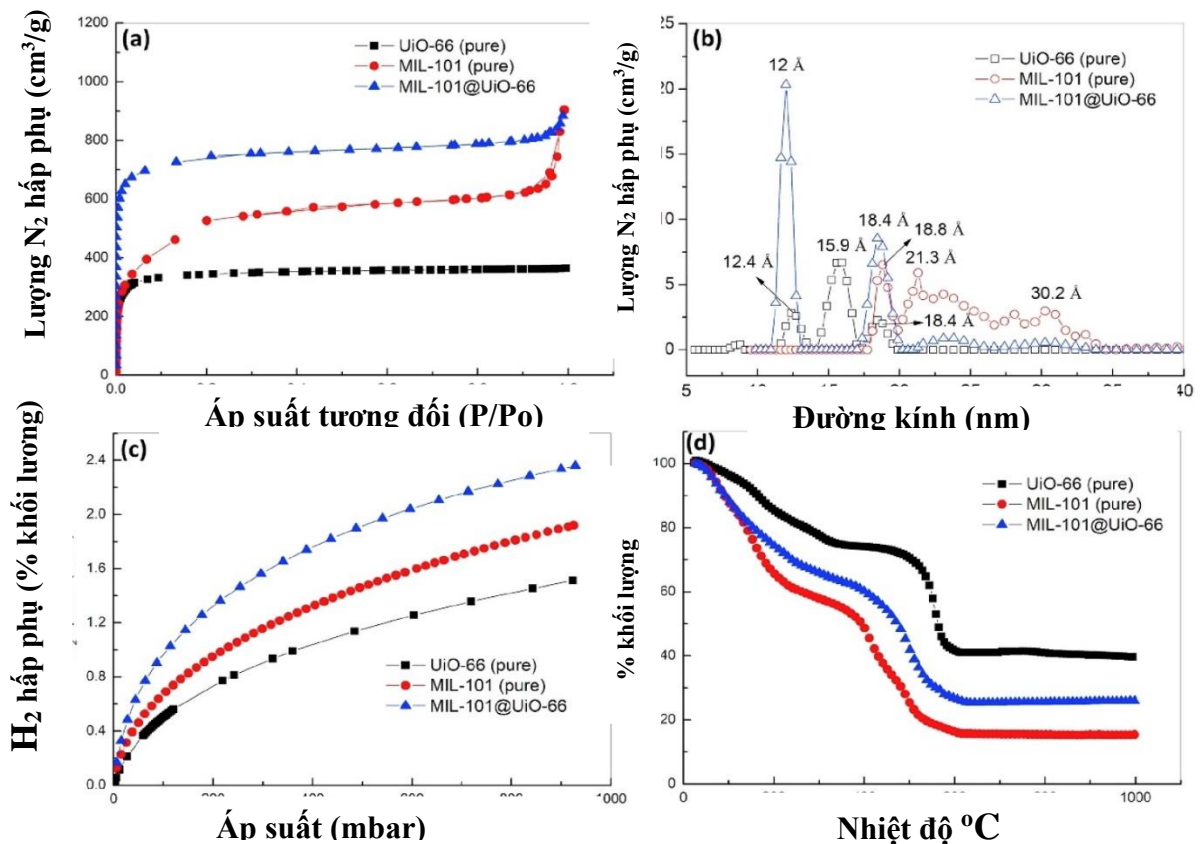 (a)
UiO-66 (pure)
MIL-101 (pure)
MIL-101@UiO-66
1200
1000
800
600
400
200
0
0.0
Lượng N₂ hấp phụ (cm³/g)
Áp suất tương đối (P/Po)
(b)
UiO-66 (pure)
MIL-101 (pure)
MIL-101@UiO-66
12 Å
12.4 Å
15.9 Å
18.4 Å
18.8 Å
21.3 Å
18.4 Å
30.2 Å
25
20
15
10
5
0
5
40
Lượng N₂ hấp phụ (cm³/g)
Đường kính (nm)
(c)
UiO-66 (pure)
MIL-101 (pure)
MIL-101@UiO-66
2.4
2.0
1.6
1.2
0.8
0.4
0.0
1000
H₂ hấp phụ (% khối lương)
Áp suất (mbar)
(d)
UiO-66 (pure)
MIL-101 (pure)
MIL-101@UiO-66
100
80
60
40
20
0
0
1000
% khối lượng
Nhiệt độ ºC